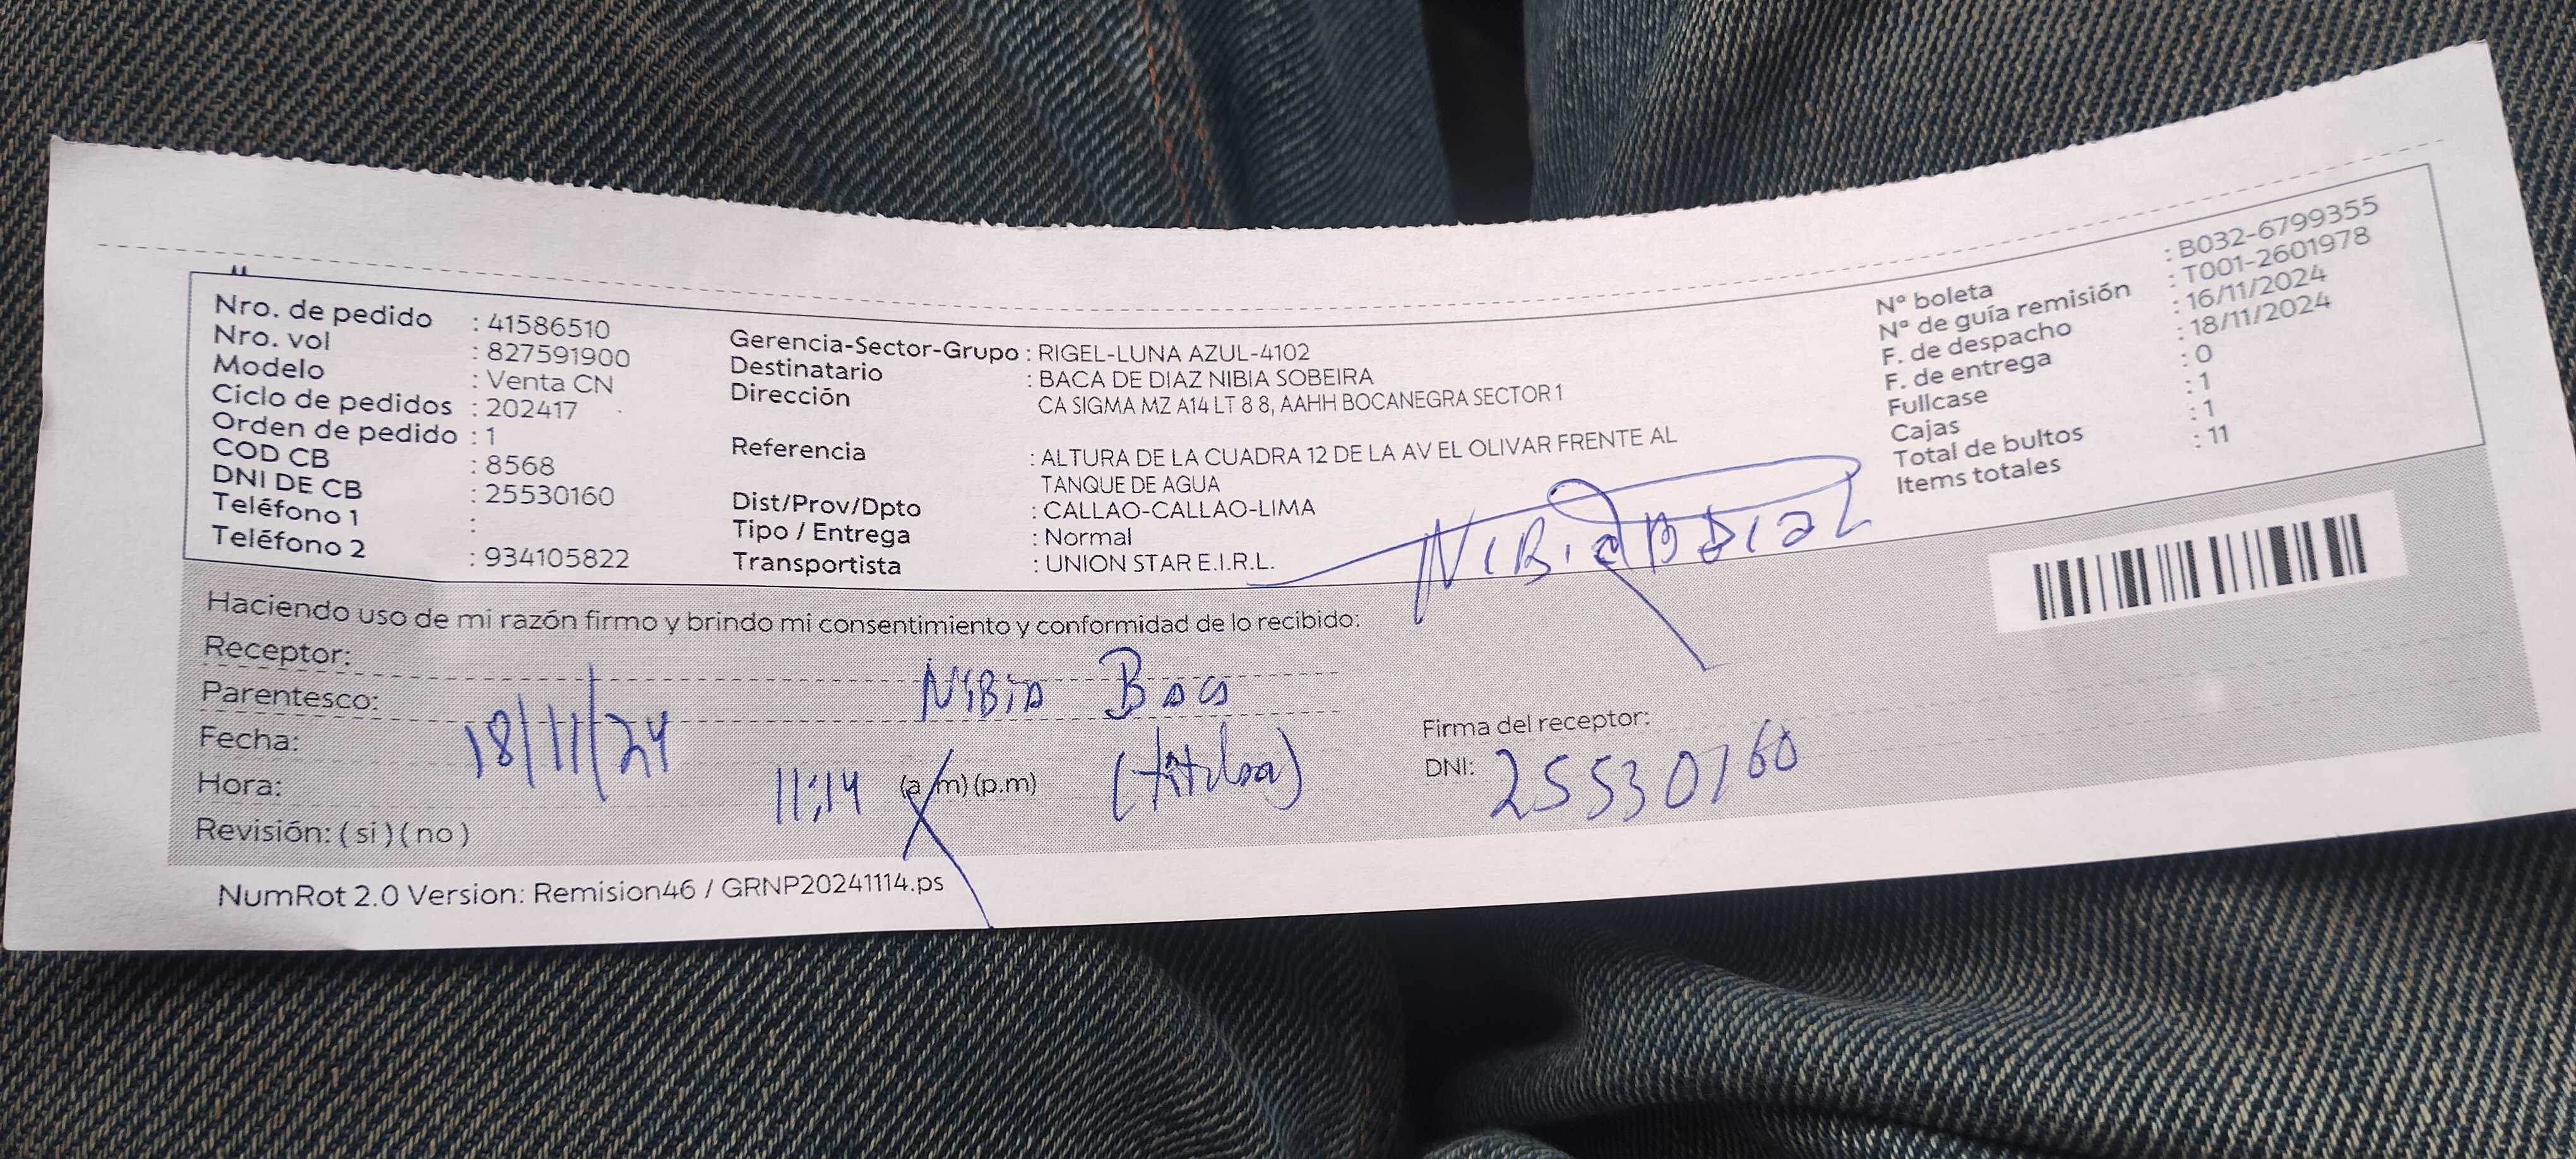 Nro. de pedido : 41586510
Nro. vol : 827591900
Modelo : Venta CN
Ciclo de pedidos : 202417
Orden de pedido : 1
COD CB : 8568
DNI DE CB : 25530160
Teléfono 1 :
Teléfono 2 : 934105822
Gerencia-Sector-Grupo : RIGEL-LUNA AZUL-4102
Destinatario : BACA DE DIAZ NIBIA SOBEIRA
Dirección CA SIGMA MZ A14 LT 8 8, AAHH BOCANEGRA SECTOR 1
Referencia : ALTURA DE LA CUADRA 12 DE LA AV EL OLIVAR FRENTE AL
TANQUE DE AGUA
Dist/Prov/Dpto : CALLAO-CALLAO-LIMA
Tipo / Entrega : Normal
Transportista : UNION STAR E.I.R.L.
N° boleta : B032-6799355
N° de guía remisión : T001-2601978
F. de despacho : 16/11/2024
F. de entrega : 18/11/2024
Fullcase : 0
Cajas : 1
Total de bultos : 1
Items totales : 11
Haciendo uso de mi razón firmo y brindo mi consentimiento y conformidad de lo recibido:
Receptor: Nibia Baca
Parentesco: (titular)
Fecha: 18/11/24
Hora: 11:14 (a.m) (p.m)
Revisión: ( si ) ( no )
Firma del receptor:
DNI: 25530160
NumRot 2.0 Version: Remision46 / GRNP20241114.ps